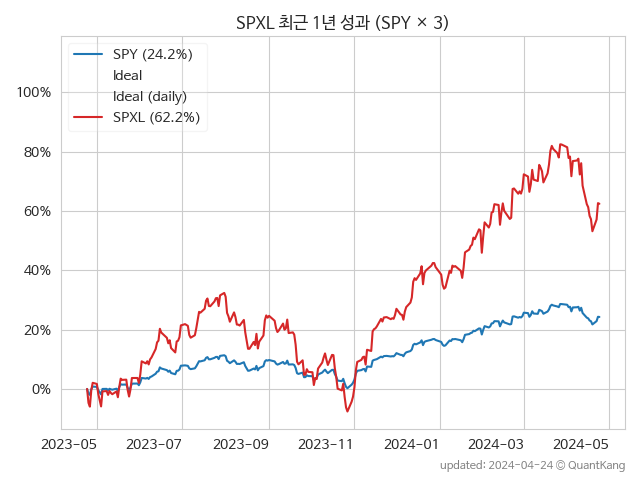 SPXL 최근 1년 성과 (SPY × 3)
SPY (24.2%)
Ideal
Ideal (daily)
SPXL (62.2%)
100%
80%
60%
40%
20%
0%
2023-05 2023-07 2023-09 2023-11 2024-01 2024-03 2024-05
updated: 2024-04-24 © QuantKang